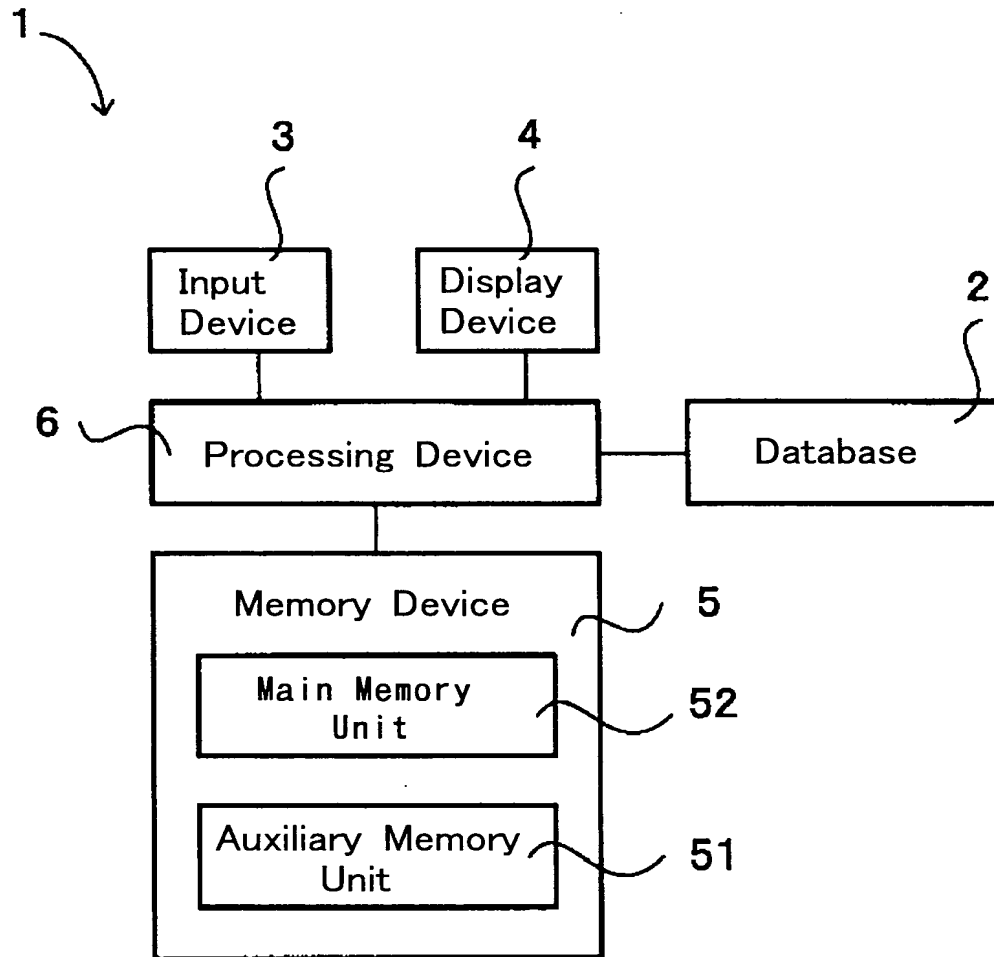 1
3
4
Input
Device
Display
Device
2
6
Processing Device
Database
Memory Device
5
Main Memory
Unit
52
Auxiliary Memory
Unit
51